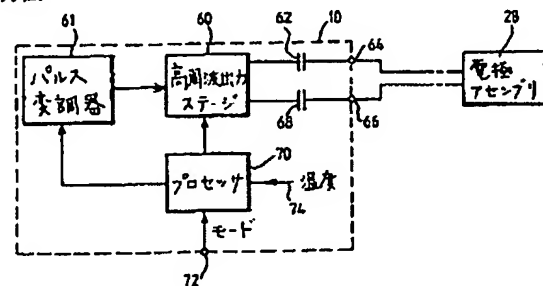 61
60
62
10
64
28
パルス
変調器
高周波出力
ステージ
電極
アセンブリ
68
66
70
プロセッサ
温度
74
モード
72